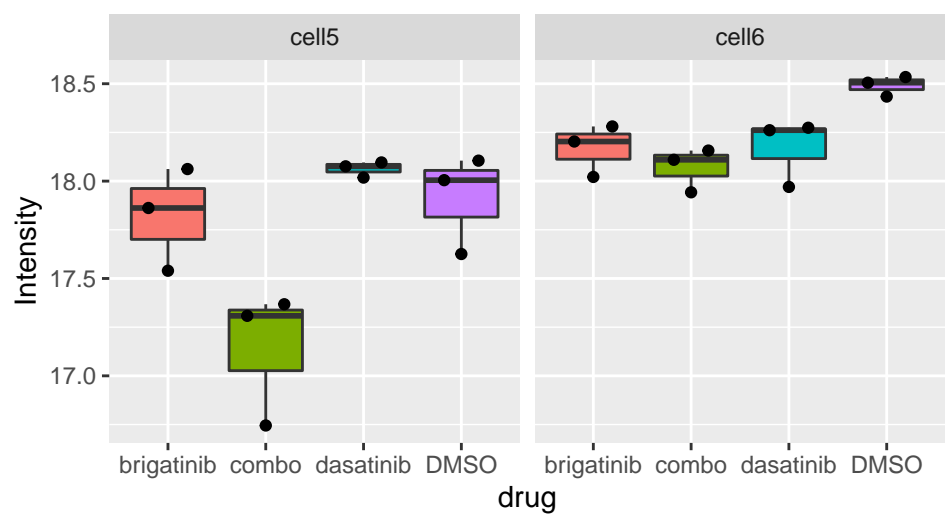 cell5 cell6
Intensity
18.5
18.0
17.5
17.0
brigatinib combo dasatinib DMSO brigatinib combo dasatinib DMSO
drug